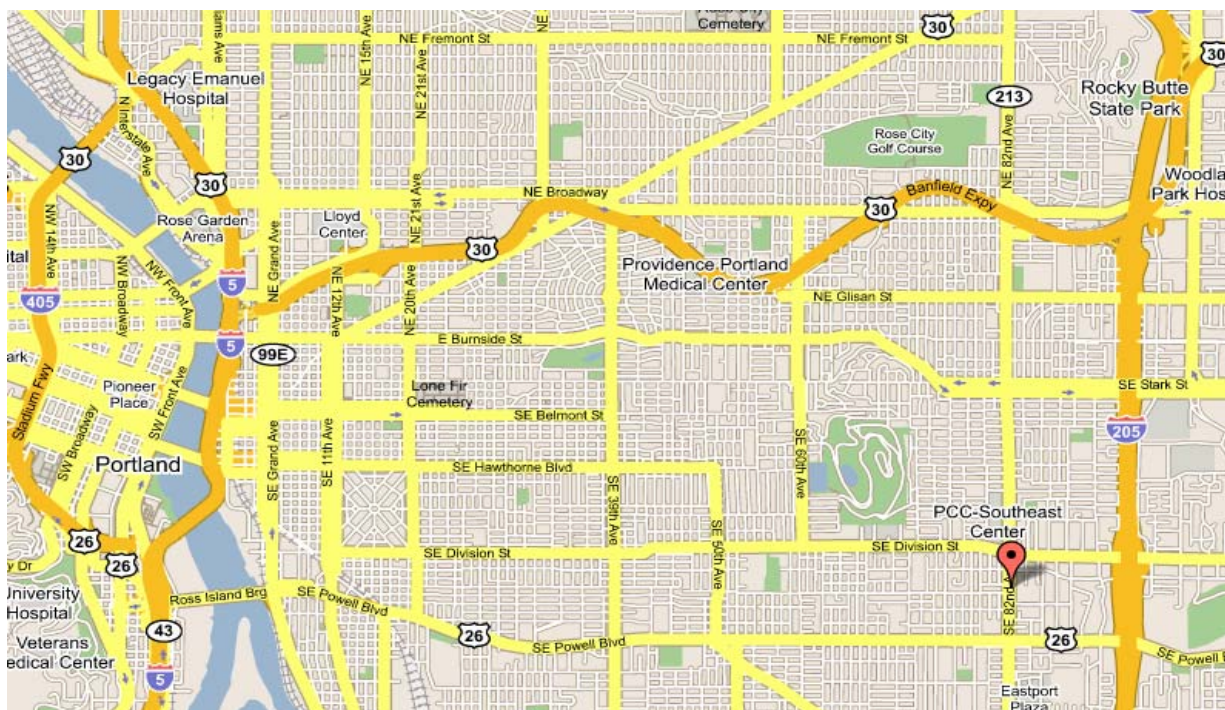 Rose City
Cemetery
NE Fremont St
NE Fremont St
30
NE 15th Ave
NE 21st Ave
Legacy Emanuel
Hospital
N Interstate Ave
213
Rocky Butte
State Park
30
30
30
Rose City
Golf Course
NE 82nd Ave
NE Broadway
NE 21st Ave
Banfield Expy
30
Rose Garden
Arena
Lloyd
Center
30
NW 14th Ave
NW Broadway
NW Front Ave
NE Grand Ave
NE 12th Ave
NE 20th Ave
405
5
Providence Portland
Medical Center
NE Glisan St
5
99E
E Burnside St
Pioneer
Place
SW Front Ave
Stadium Fwy
SW Broadway
Lone Fir
Cemetery
SE Belmont St
SE Stark St
205
Portland
SE Grand Ave
SE 11th Ave
SE Hawthorne Blvd
SE 39th Ave
SE 60th Ave
SE 50th Ave
PCC-Southeast
Center
26
26
SE Division St
SE Division St
SE 82nd A
Ross Island Brg
SE Powell Blvd
26
SE Powell Blvd
26
SE Powell B
43
University
Hospital
Veterans
edical Center
5
Eastport
Plaza